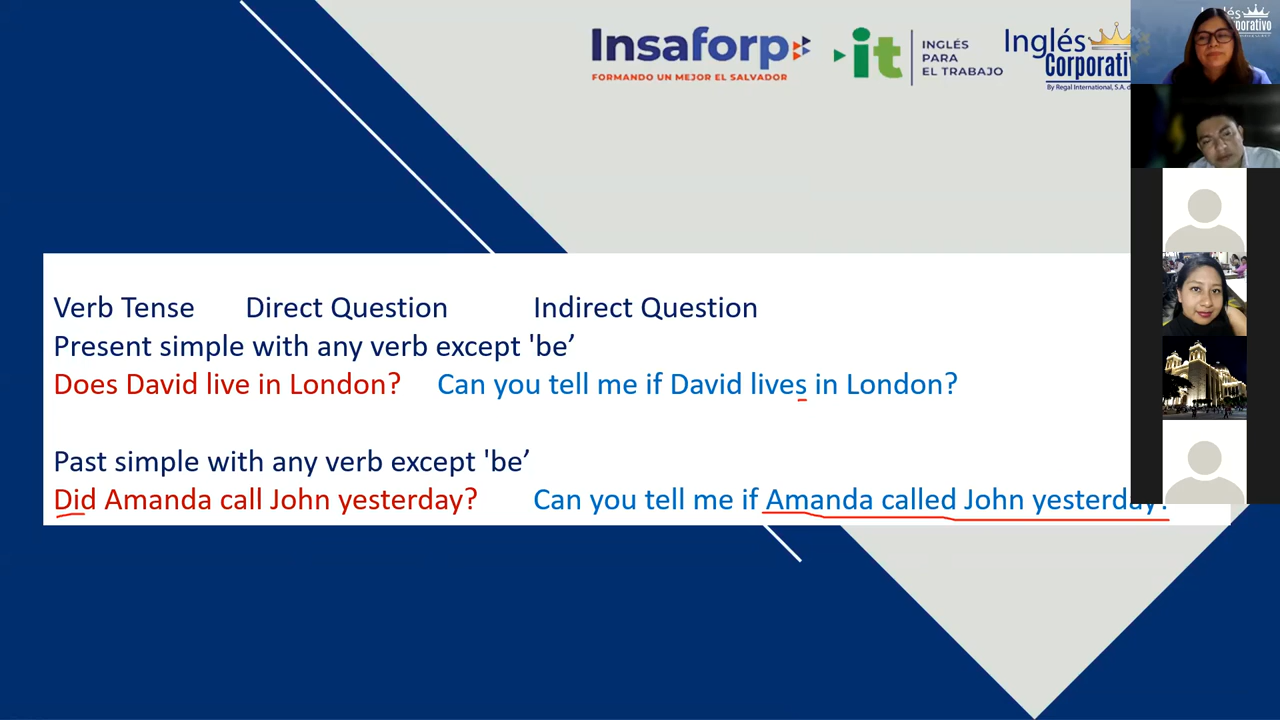 Insaforp
FORMANDO UN MEJOR EL SALVADOR
it
INGLÉS
PARA
EL TRABAJO
Inglés
Corporativ
By Regal International, S.A. d
Verb Tense Direct Question Indirect Question
Present simple with any verb except 'be’
Does David live in London? Can you tell me if David lives in London?
Past simple with any verb except 'be’
Did Amanda call John yesterday? Can you tell me if Amanda called John yesterday?